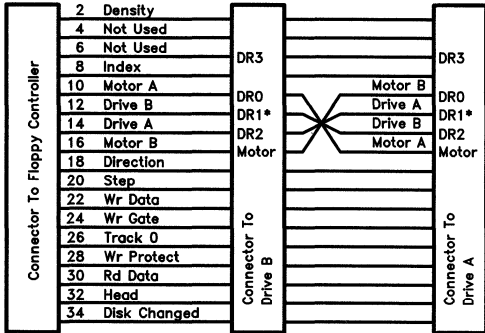 Connector To Floppy Controller
2 Density
4 Not Used
6 Not Used
8 Index
10 Motor A
12 Drive B
14 Drive A
16 Motor B
18 Direction
20 Step
22 Wr Data
24 Wr Gate
26 Track 0
28 Wr Protect
30 Rd Data
32 Head
34 Disk Changed
DR3
DR0
DR1*
DR2
Motor
Connector To
Drive B
Motor B
Drive A
Drive B
Motor A
DR3
DR0
DR1*
DR2
Motor
Connector To
Drive A